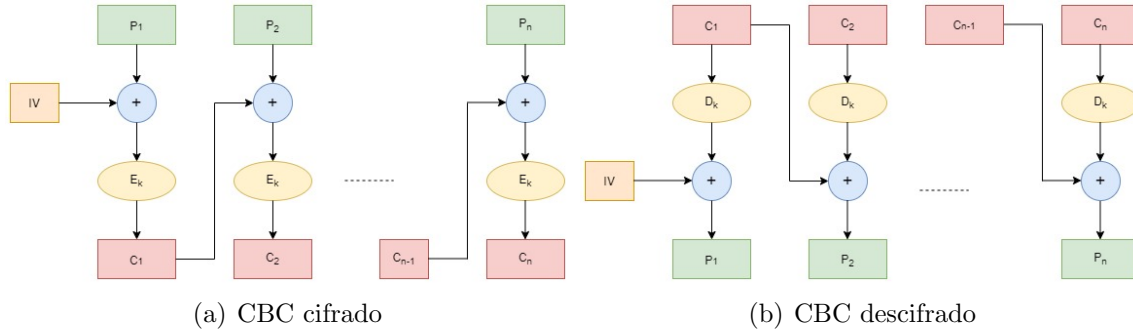 P1 P2 Pn
IV + + +
Ek Ek Ek
C1 C2 Cn-1 Cn
(a) CBC cifrado
C1 C2 Cn-1 Cn
Dk Dk Dk
IV + + +
P1 P2 Pn
(b) CBC descifrado